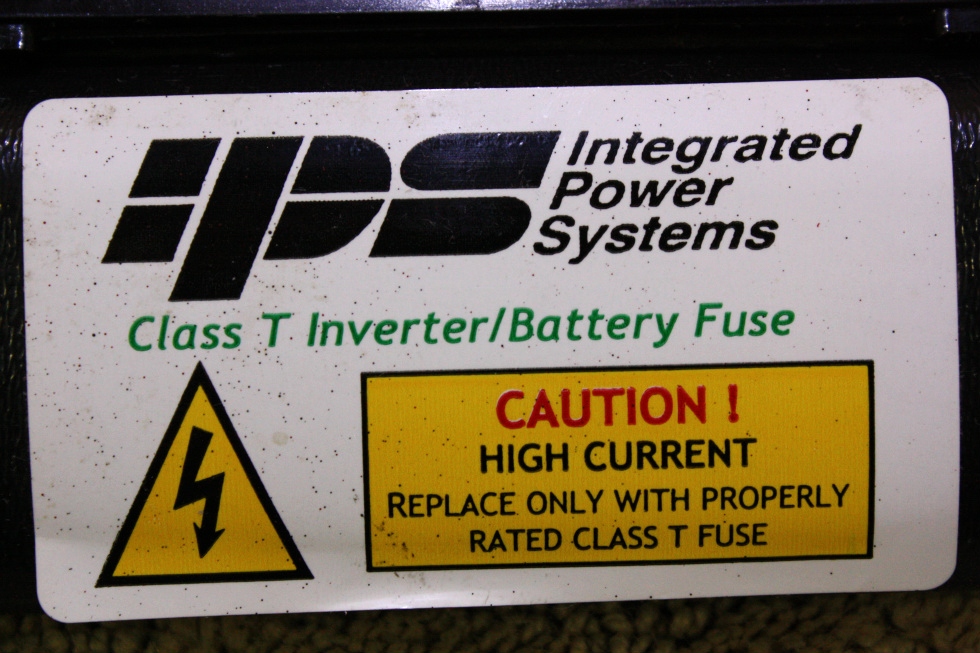 IPS
Integrated
Power
Systems
Class T Inverter/Battery Fuse
CAUTION !
HIGH CURRENT
REPLACE ONLY WITH PROPERLY
RATED CLASS T FUSE